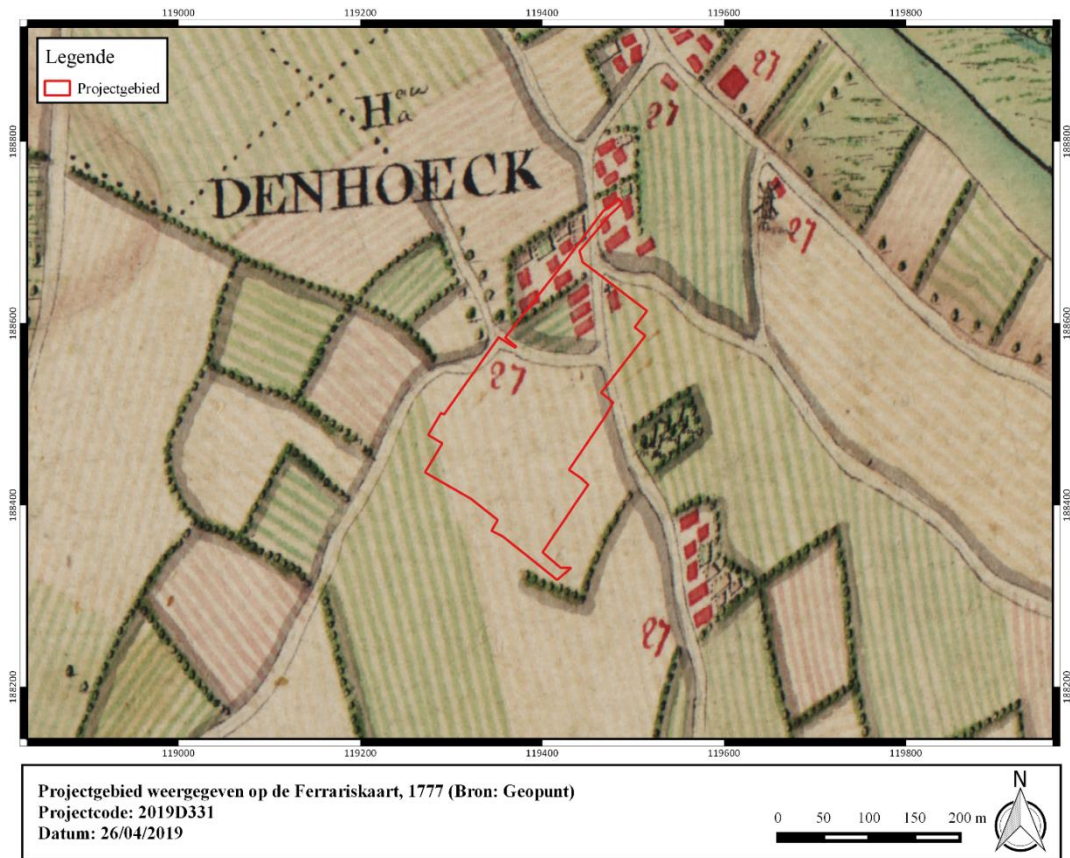 119000 119200 119400 119600 119800
Legende
Projectgebied
27
Haw
a
27
188800 188800
DENHOECK
27
188600 188600
27
188400 188400
27
188200 188200
119000 119200 119400 119600 119800
Projectgebied weergegeven op de Ferrariskaart, 1777 (Bron: Geopunt)
Projectcode: 2019D331
Datum: 26/04/2019
N
0 50 100 150 200 m